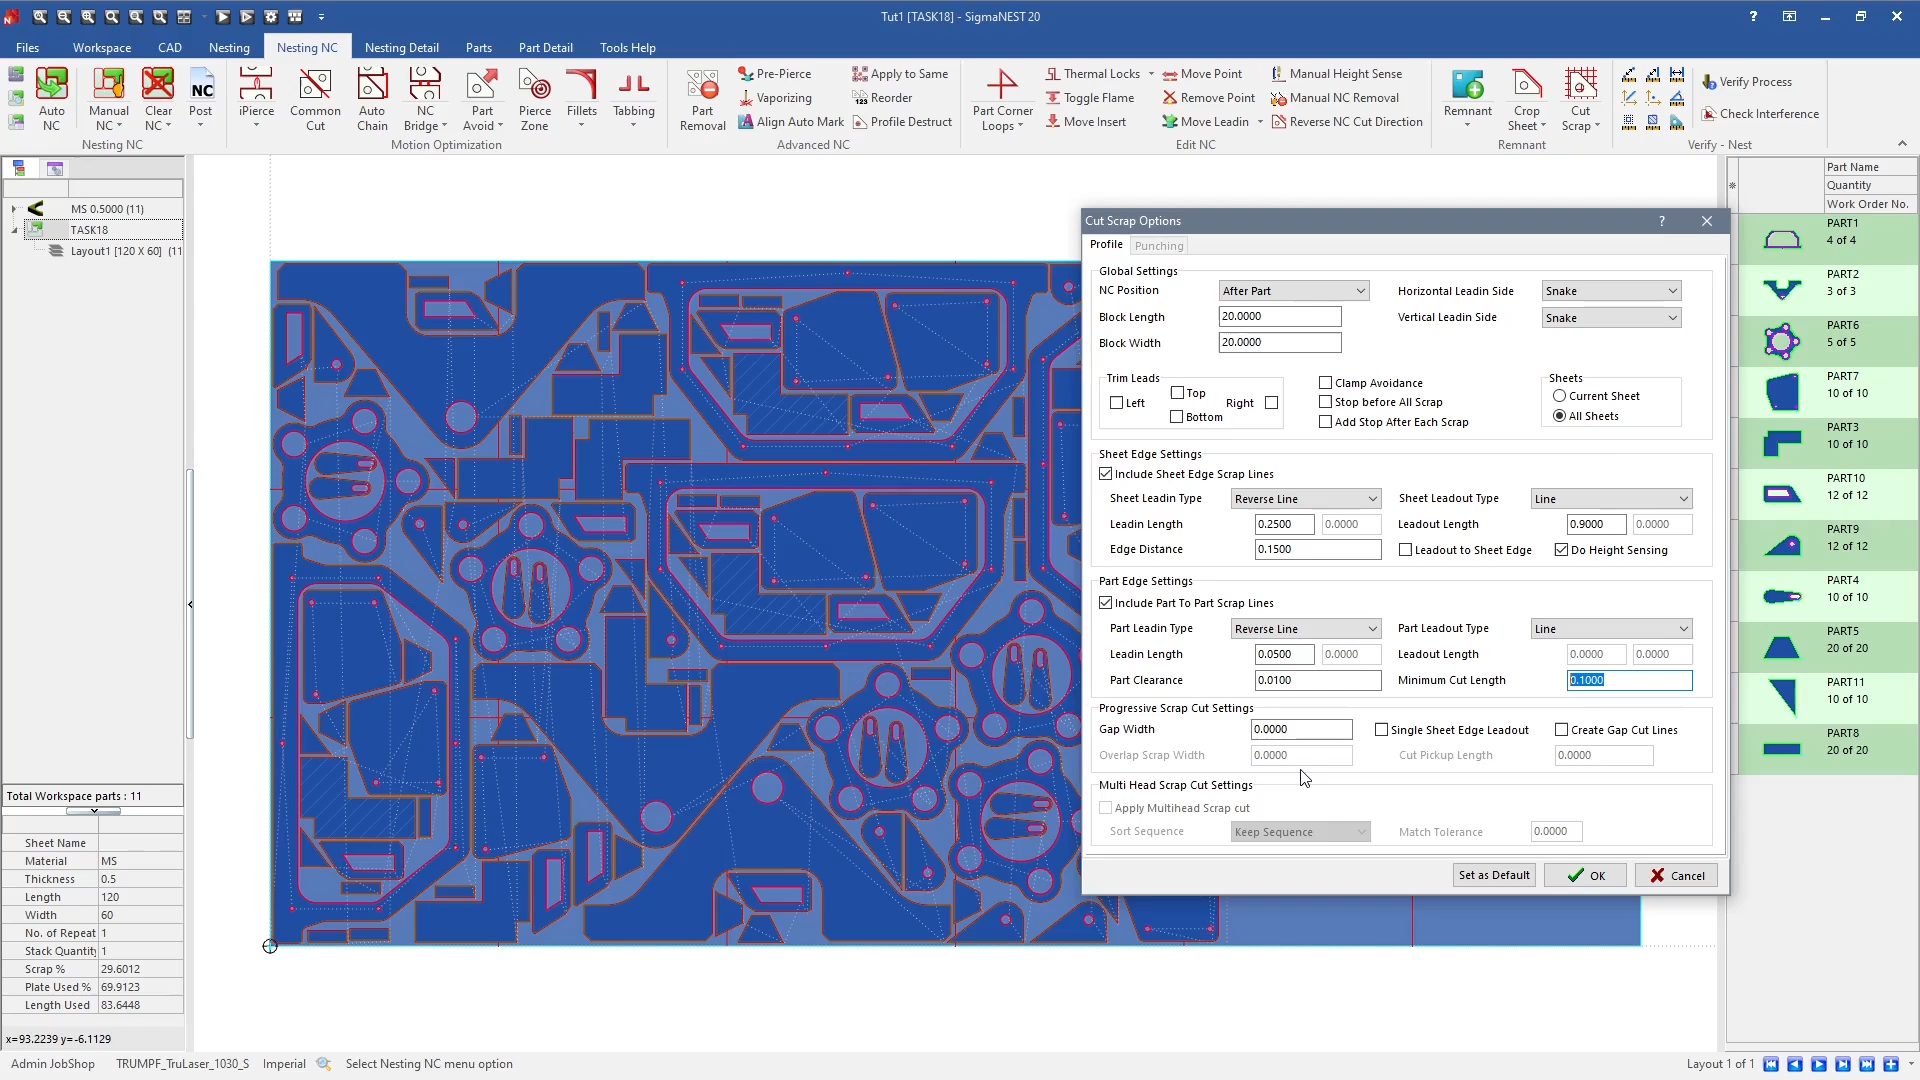 Tut1 [TASK18] - SigmaNEST 20
Files Workspace CAD Nesting Nesting NC Nesting Detail Parts Part Detail Tools Help
Auto NC
Manual NC
Clear NC
NC
Post
Nesting NC
iPierce
Common Cut
Auto Chain
NC Bridge
Part Avoid
Pierce Zone
Fillets
Tabbing
Motion Optimization
Part Removal
Pre-Pierce
Vaporizing
Align Auto Mark
Apply to Same
123 Reorder
Profile Destruct
Advanced NC
Part Corner Loops
Thermal Locks
Toggle Flame
Move Insert
Move Point
Remove Point
Move Leadin
Manual Height Sense
Manual NC Removal
Reverse NC Cut Direction
Edit NC
Remnant
Crop Sheet
Cut Scrap
Remnant
Verify Process
Check Interference
Verify - Nest
MS 0.5000 (11)
TASK18
Layout1 [120 X 60] (11
Total Workspace parts : 11
Sheet Name
Material MS
Thickness 0.5
Length 120
Width 60
No. of Repeat 1
Stack Quantity 1
Scrap % 29.6012
Plate Used % 69.9123
Length Used 83.6448
x=93.2239 y=-6.1129
Cut Scrap Options
?
Profile Punching
Global Settings
NC Position After Part Horizontal Leadin Side Snake
Block Length 20.0000 Vertical Leadin Side Snake
Block Width 20.0000
Trim Leads
Left Top Right Bottom
Clamp Avoidance
Stop before All Scrap
Add Stop After Each Scrap
Sheets
Current Sheet
All Sheets
Sheet Edge Settings
Include Sheet Edge Scrap Lines
Sheet Leadin Type Reverse Line Sheet Leadout Type Line
Leadin Length 0.2500 0.0000 Leadout Length 0.9000 0.0000
Edge Distance 0.1500 Leadout to Sheet Edge Do Height Sensing
Part Edge Settings
Include Part To Part Scrap Lines
Part Leadin Type Reverse Line Part Leadout Type Line
Leadin Length 0.0500 0.0000 Leadout Length 0.0000 0.0000
Part Clearance 0.0100 Minimum Cut Length 0.1000
Progressive Scrap Cut Settings
Gap Width 0.0000 Single Sheet Edge Leadout Create Gap Cut Lines
Overlap Scrap Width 0.0000 Cut Pickup Length 0.0000
Multi Head Scrap Cut Settings
Apply Multihead Scrap cut
Sort Sequence Keep Sequence Match Tolerance 0.0000
Set as Default OK Cancel
Part Name
Quantity
Work Order No.
PART1
4 of 4
PART2
3 of 3
PART6
5 of 5
PART7
10 of 10
PART3
10 of 10
PART10
12 of 12
PART9
12 of 12
PART4
10 of 10
PART5
20 of 20
PART11
10 of 10
PART8
20 of 20
Admin JobShop TRUMPF_TruLaser_1030_S Imperial Select Nesting NC menu option Layout 1 of 1